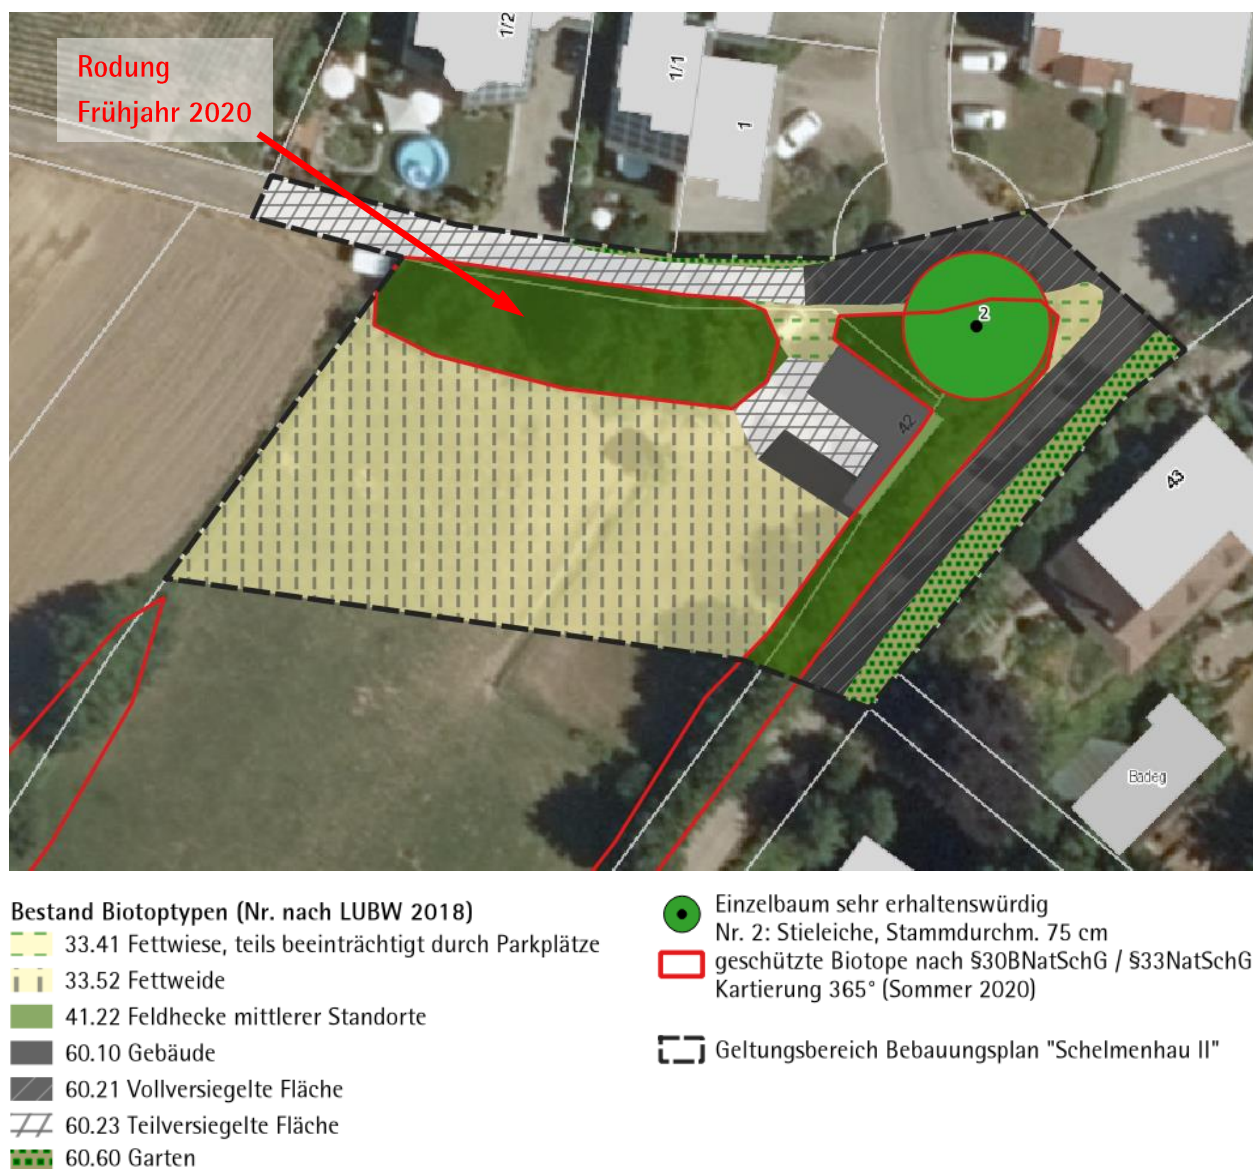 Rodung
Frühjahr 2020
1/2
1/1
1
2
42
43
Badeg
Bestand Biotoptypen (Nr. nach LUBW 2018)
33.41 Fettwiese, teils beeinträchtigt durch Parkplätze
33.52 Fettweide
41.22 Feldhecke mittlerer Standorte
60.10 Gebäude
60.21 Vollversiegelte Fläche
60.23 Teilversiegelte Fläche
60.60 Garten
Einzelbaum sehr erhaltenswürdig
Nr. 2: Stieleiche, Stammdurchm. 75 cm
geschützte Biotope nach §30BNatSchG / §33NatSchG
Kartierung 365° (Sommer 2020)
Geltungsbereich Bebauungsplan "Schelmenhau II"